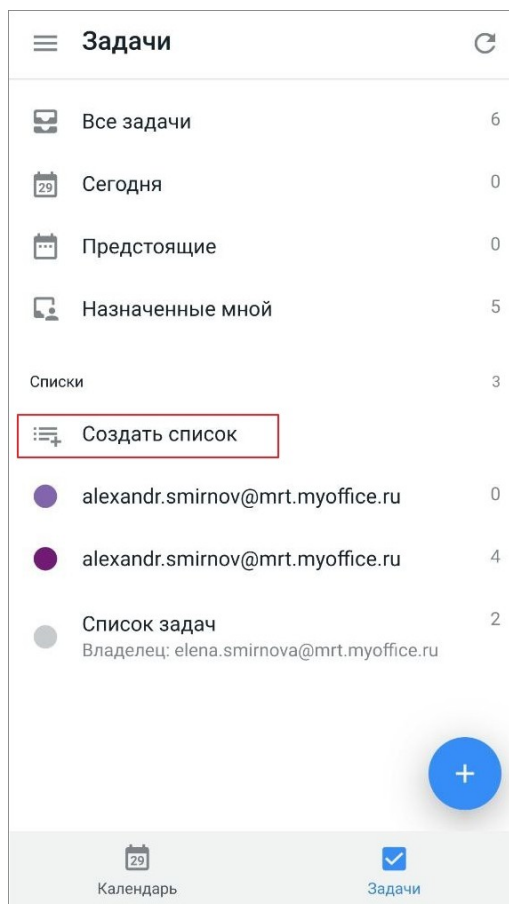 Задачи
Все задачи 6
29 Сегодня 0
Предстоящие 0
Назначенные мной 5
Списки 3
Создать список
alexandr.smirnov@mrt.myoffice.ru 0
alexandr.smirnov@mrt.myoffice.ru 4
Список задач 2
Владелец: elena.smirnova@mrt.myoffice.ru
29
Календарь Задачи